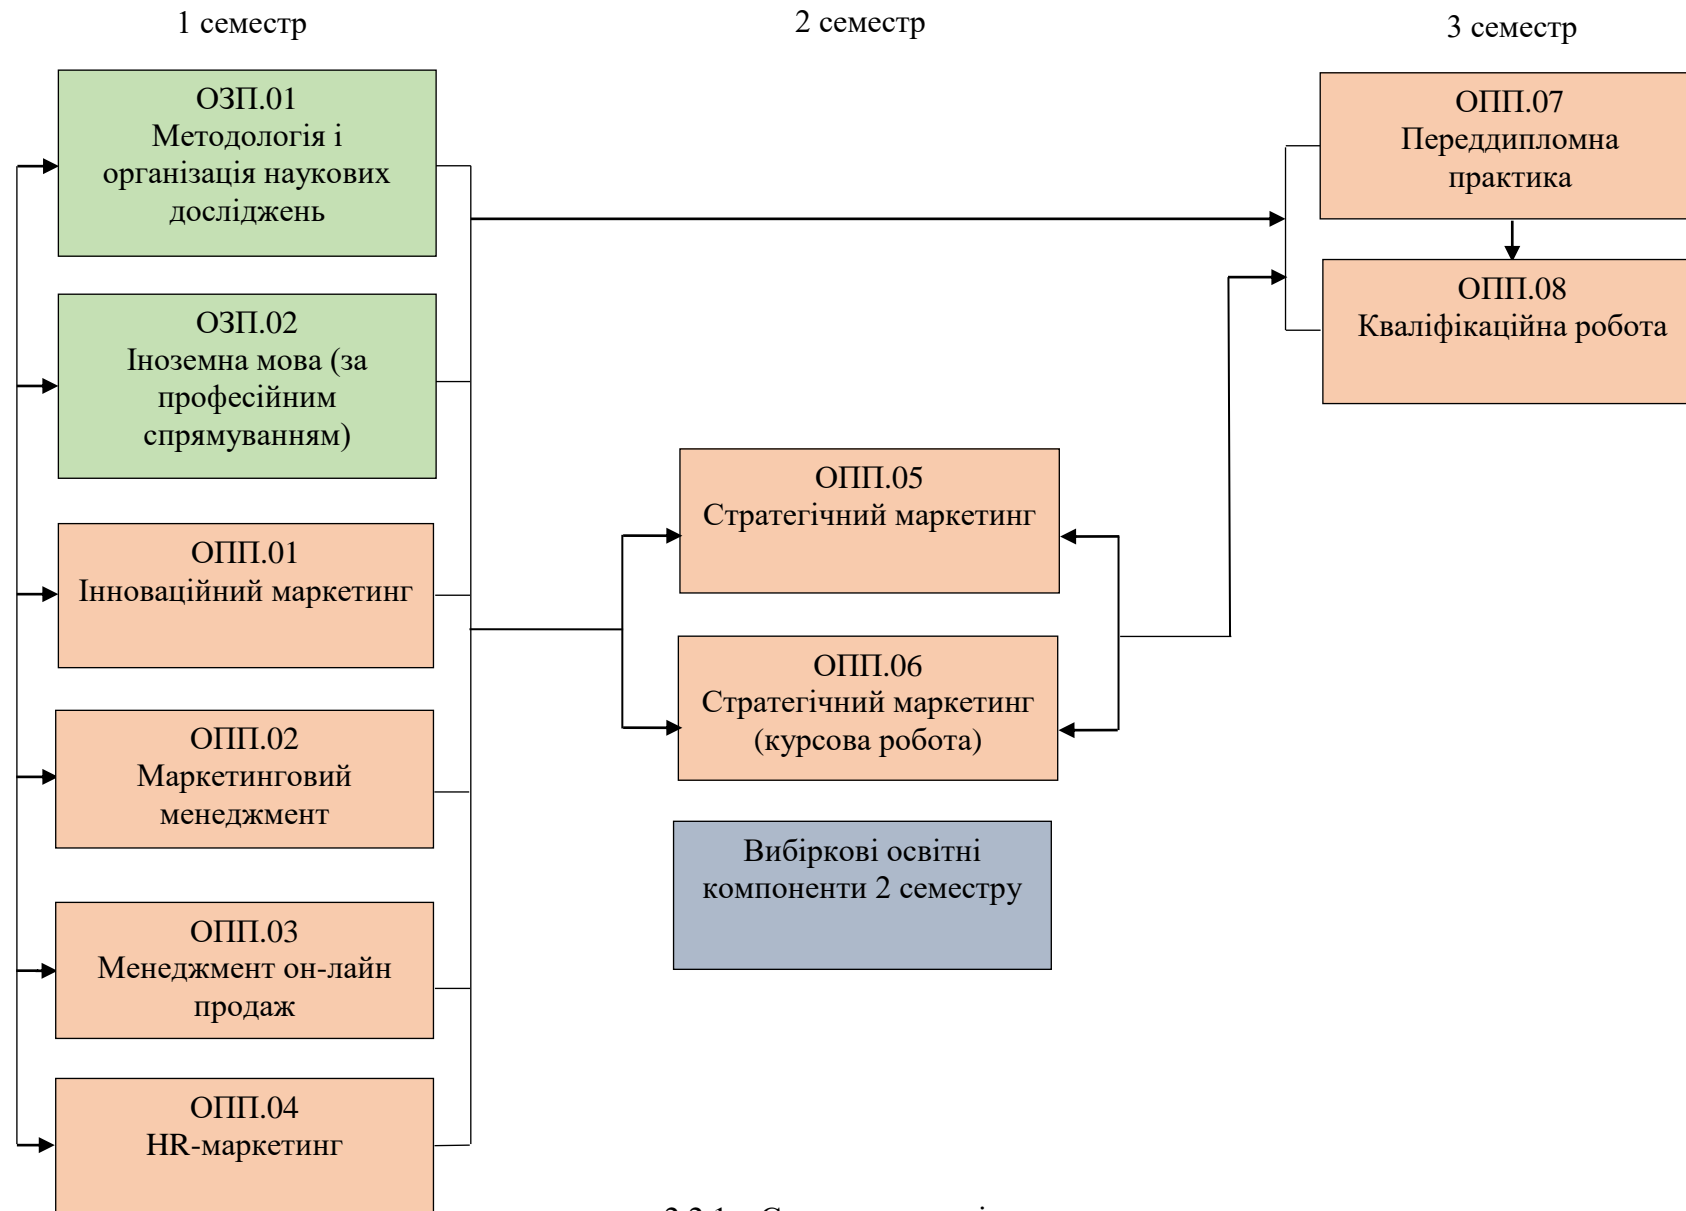 1 семестр
2 семестр
3 семестр
ОЗП.01
Методологія і
організація наукових
досліджень
ОЗП.02
Іноземна мова (за
професійним
спрямуванням)
ОПП.01
Інноваційний маркетинг
ОПП.02
Маркетинговий
менеджмент
ОПП.03
Менеджмент он-лайн
продаж
ОПП.04
HR-маркетинг
ОПП.05
Стратегічний маркетинг
ОПП.06
Стратегічний маркетинг
(курсова робота)
Вибіркові освітні
компоненти 2 семестру
ОПП.07
Переддипломна
практика
ОПП.08
Кваліфікаційна робота